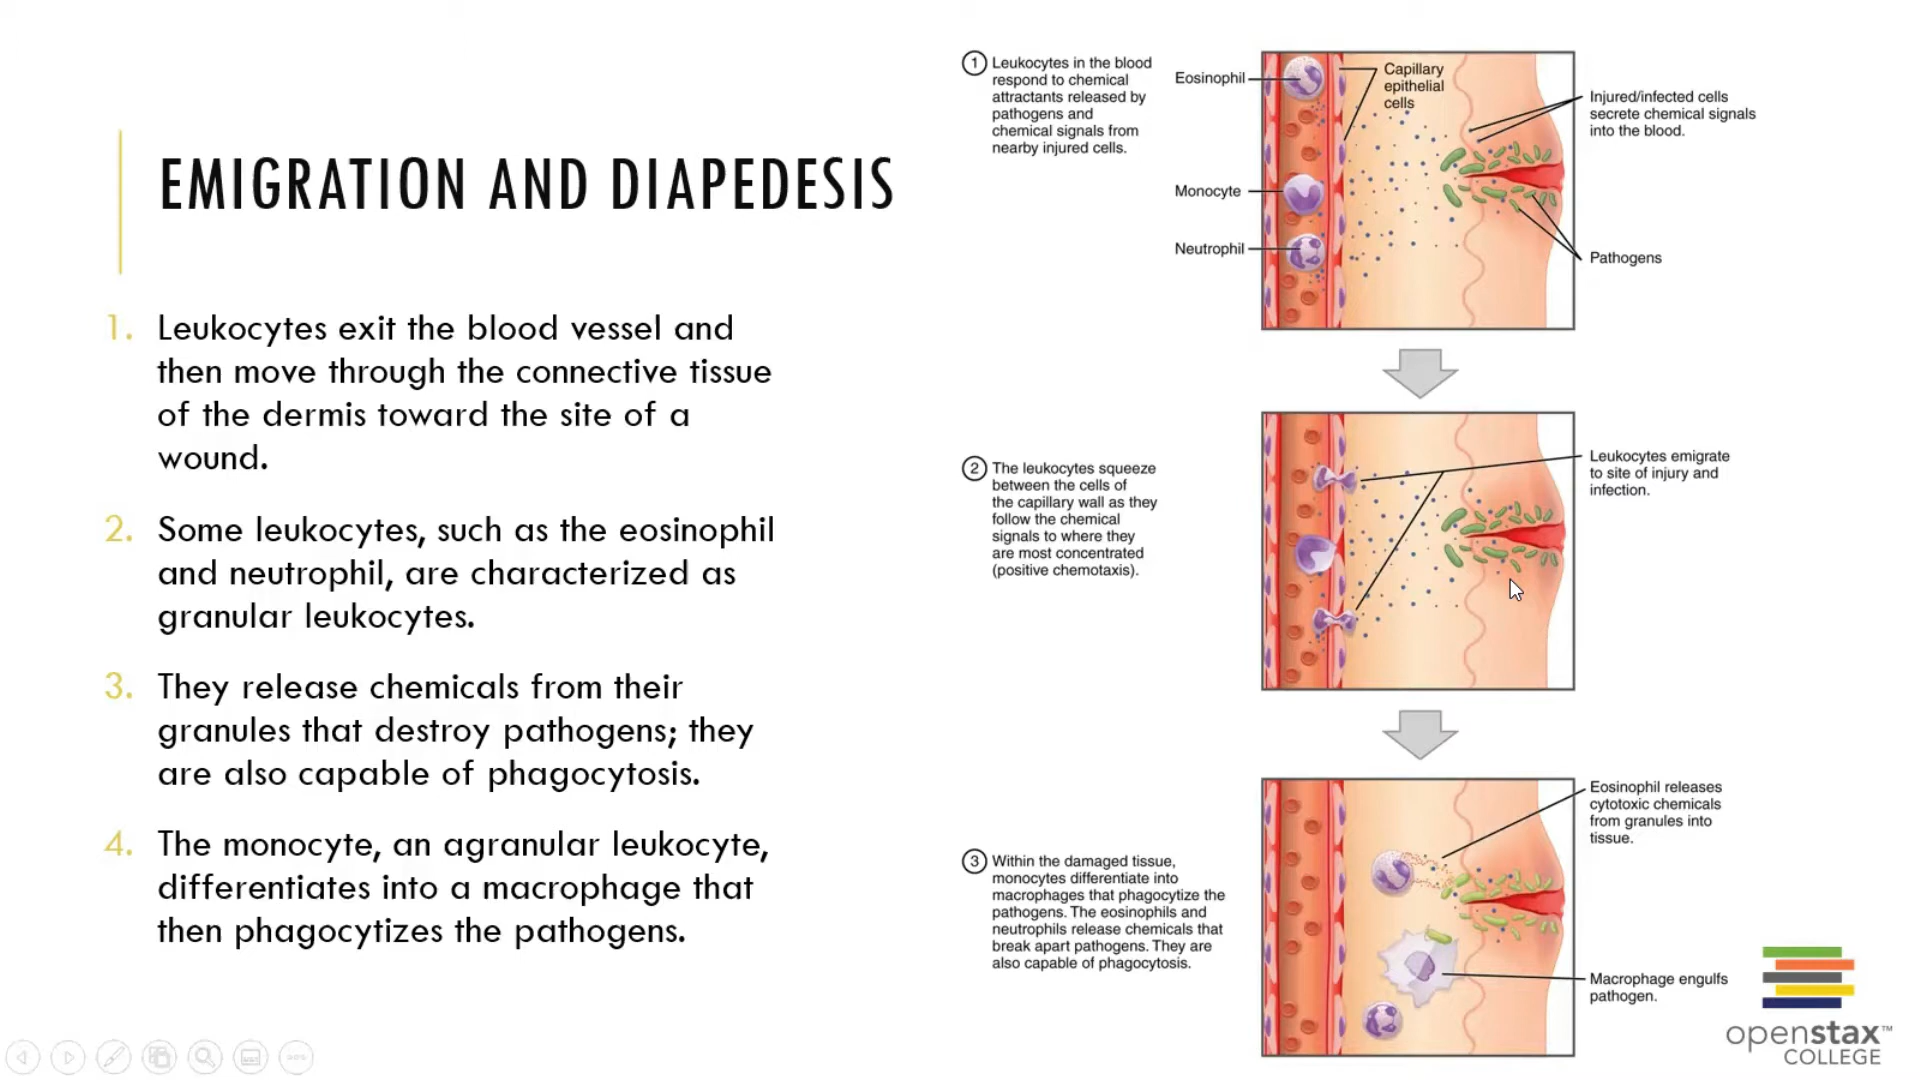 EMIGRATION AND DIAPEDESIS
1. Leukocytes exit the blood vessel and
then move through the connective tissue
of the dermis toward the site of a
wound.
2. Some leukocytes, such as the eosinophil
and neutrophil, are characterized as
granular leukocytes.
3. They release chemicals from their
granules that destroy pathogens; they
are also capable of phagocytosis.
4. The monocyte, an agranular leukocyte,
differentiates into a macrophage that
then phagocytizes the pathogens.
1 Leukocytes in the blood
respond to chemical
attractants released by
pathogens and
chemical signals from
nearby injured cells.
Eosinophil
Monocyte
Neutrophil
Capillary
epithelial
cells
Injured/infected cells
secrete chemical signals
into the blood.
Pathogens
2 The leukocytes squeeze
between the cells of
the capillary wall as they
follow the chemical
signals to where they
are most concentrated
(positive chemotaxis).
Leukocytes emigrate
to site of injury and
infection.
3 Within the damaged tissue,
monocytes differentiate into
macrophages that phagocytize the
pathogens. The eosinophils and
neutrophils release chemicals that
break apart pathogens. They are
also capable of phagocytosis.
Eosinophil releases
cytotoxic chemicals
from granules into
tissue.
Macrophage engulfs
pathogen.
openstax™
COLLEGE